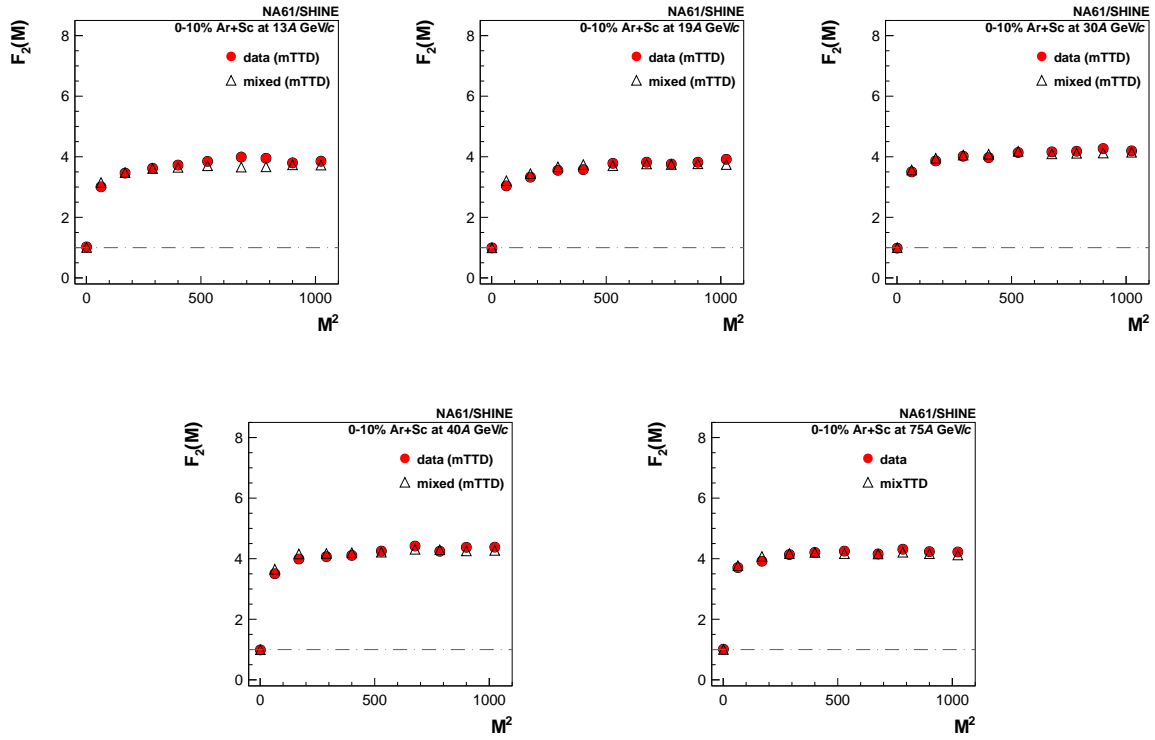 NA61/SHINE
0-10% Ar+Sc at 13A GeV/c
F₂(M)
data (mTTD)
mixed (mTTD)
8
6
4
2
0
0 500 1000
M²
NA61/SHINE
0-10% Ar+Sc at 19A GeV/c
F₂(M)
data (mTTD)
mixed (mTTD)
8
6
4
2
0
0 500 1000
M²
NA61/SHINE
0-10% Ar+Sc at 30A GeV/c
F₂(M)
data (mTTD)
mixed (mTTD)
8
6
4
2
0
0 500 1000
M²
NA61/SHINE
0-10% Ar+Sc at 40A GeV/c
F₂(M)
data (mTTD)
mixed (mTTD)
8
6
4
2
0
0 500 1000
M²
NA61/SHINE
0-10% Ar+Sc at 75A GeV/c
F₂(M)
data
mixTTD
8
6
4
2
0
0 500 1000
M²